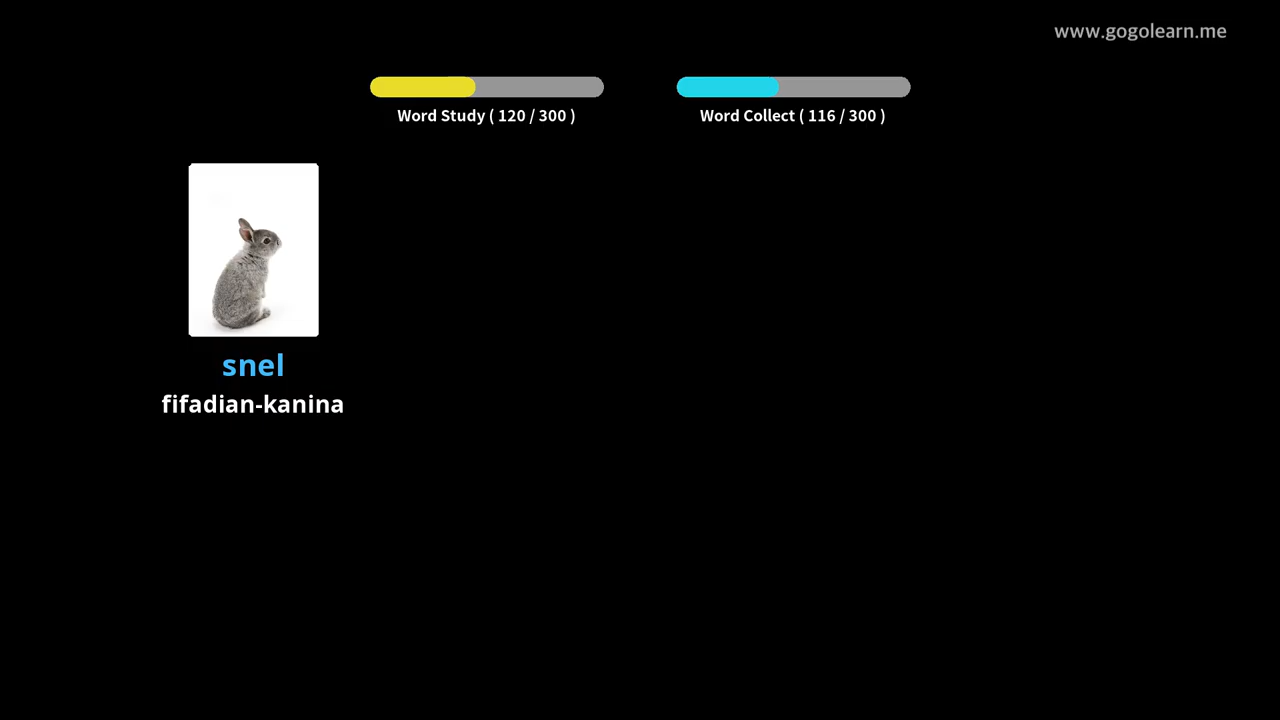 www.gogolearn.me
Word Study ( 120 / 300 )
Word Collect ( 116 / 300 )
snel
fifadian-kanina